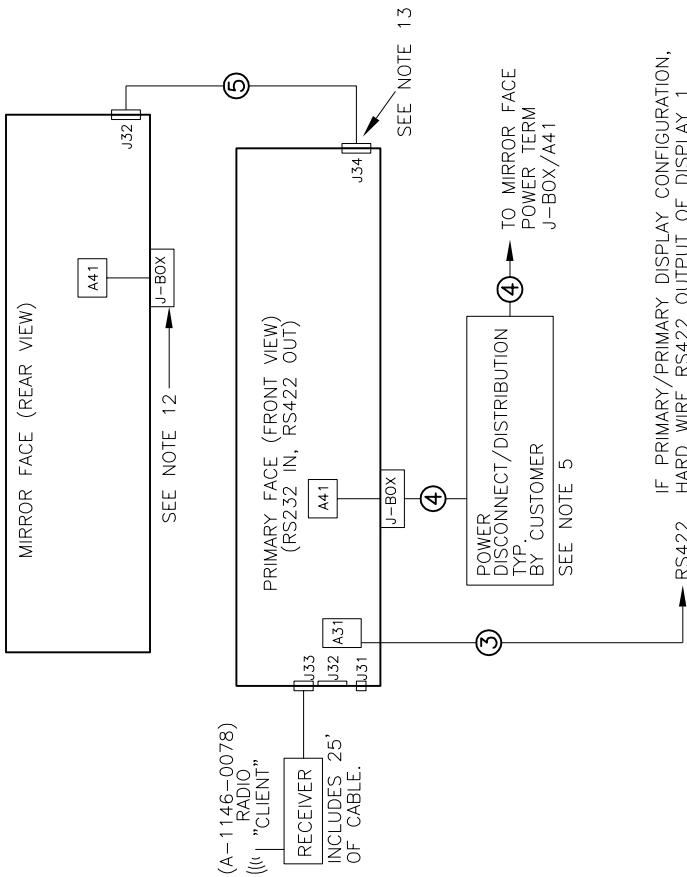 MIRROR FACE (REAR VIEW)
A41
J-BOX
J32
SEE NOTE 12
5
(A-1146-0078)
RADIO
"CLIENT"
RECEIVER
INCLUDES 25'
OF CABLE.
PRIMARY FACE (FRONT VIEW)
(RS232 IN, RS422 OUT)
J33
J32
J31
A31
A41
J-BOX
J34
SEE NOTE 13
4
POWER
DISCONNECT/DISTRIBUTION
TYP.
BY CUSTOMER
SEE NOTE 5
4
TO MIRROR FACE
POWER TERM
J-BOX/A41
3
RS422
IF PRIMARY/PRIMARY DISPLAY CONFIGURATION,
HARD WIRE RS422 OUTPUT OF DISPLAY 1